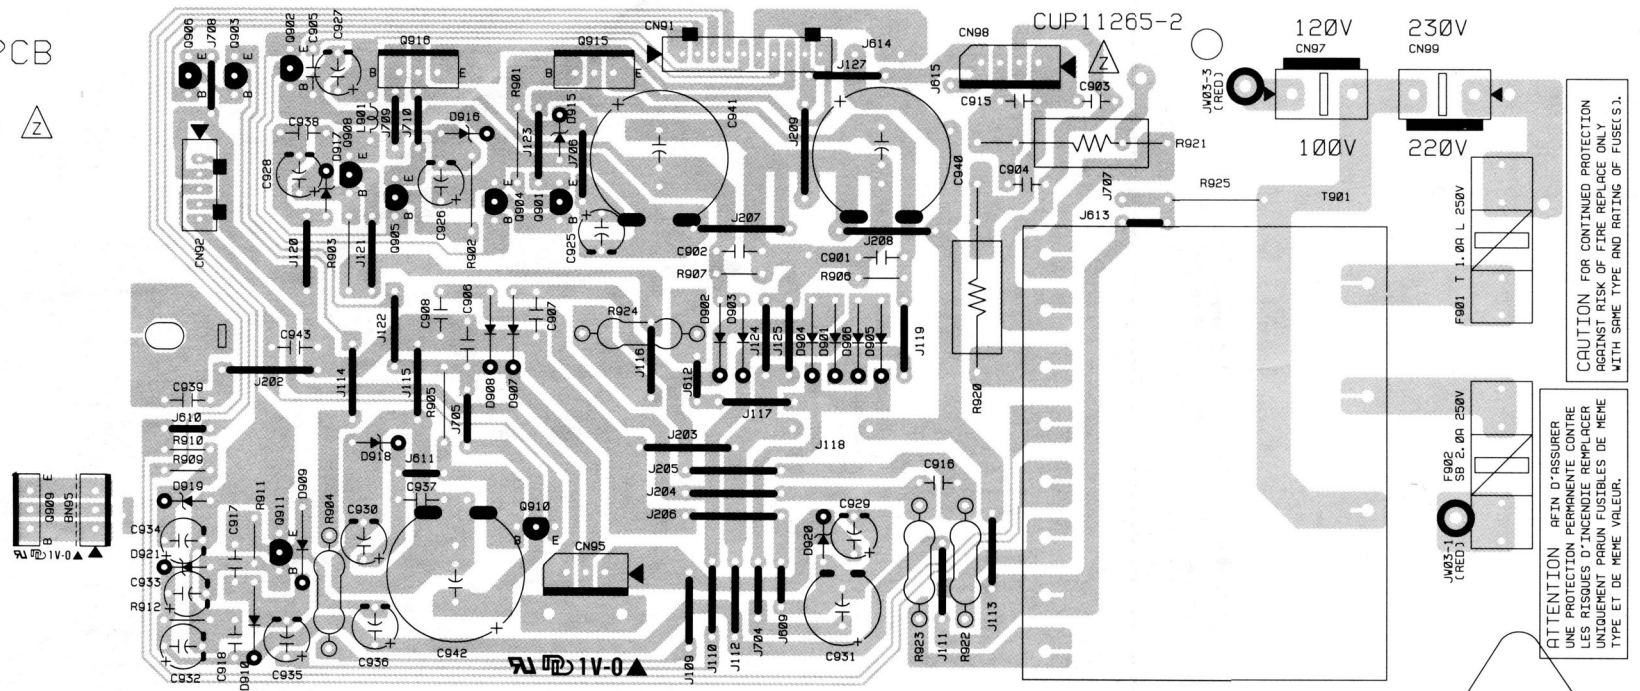 PCB
Z
Q906
J708
Q903
Q902
C905
C927
Q916
Q915
CN91
J614
J127
CN98
CUP11265-2
Z
J615
C915
C903
JW03-3
(RED)
120V
CN97
230V
CN99
100V
220V
E
B
E
B
E
B
B
E
B
E
C938
Q908
L901
J709
J710
D916
R901
J123
D915
J706
C941
J209
C940
C904
R921
J707
R925
T901
J613
C928
D917
E
B
CN92
J120
R903
J121
Q905
C926
R902
Q904
Q901
C925
J207
J208
C902
R907
C901
R906
F901 T 1.0A L 250V
C943
J202
J114
J122
C908
C906
C907
R924
J116
D902
D903
J124
J125
D904
D901
D906
D905
J119
R920
C939
J610
R910
R909
J115
R905
J705
D908
D907
J612
J117
J203
J118
D918
J611
J205
J204
J206
C937
C916
F902
SB 2.0A 250V
B Q909 E
BN95
1V-0
D919
C934
D921
C933
R912
C932
C917
R911
Q911
E
B
D909
R904
C930
Q910
B
E
CN95
D920
C929
C931
C918
D910
C935
C936
C942
1V-0
J109
J110
J112
J704
J609
R923
J111
R922
J113
JW03-1
(RED)
CAUTION FOR CONTINUED PROTECTION
AGAINST RISK OF FIRE REPLACE ONLY
WITH SAME TYPE AND RATING OF FUSE(S).
ATTENTION AFIN D'ASSURER
UNE PROTECTION PERMANENTE CONTRE
LES RISQUES D'INCENDIE REMPLACER
UNIQUEMENT PARUN FUSIBLES DE MEME
TYPE ET DE MEME VALEUR.